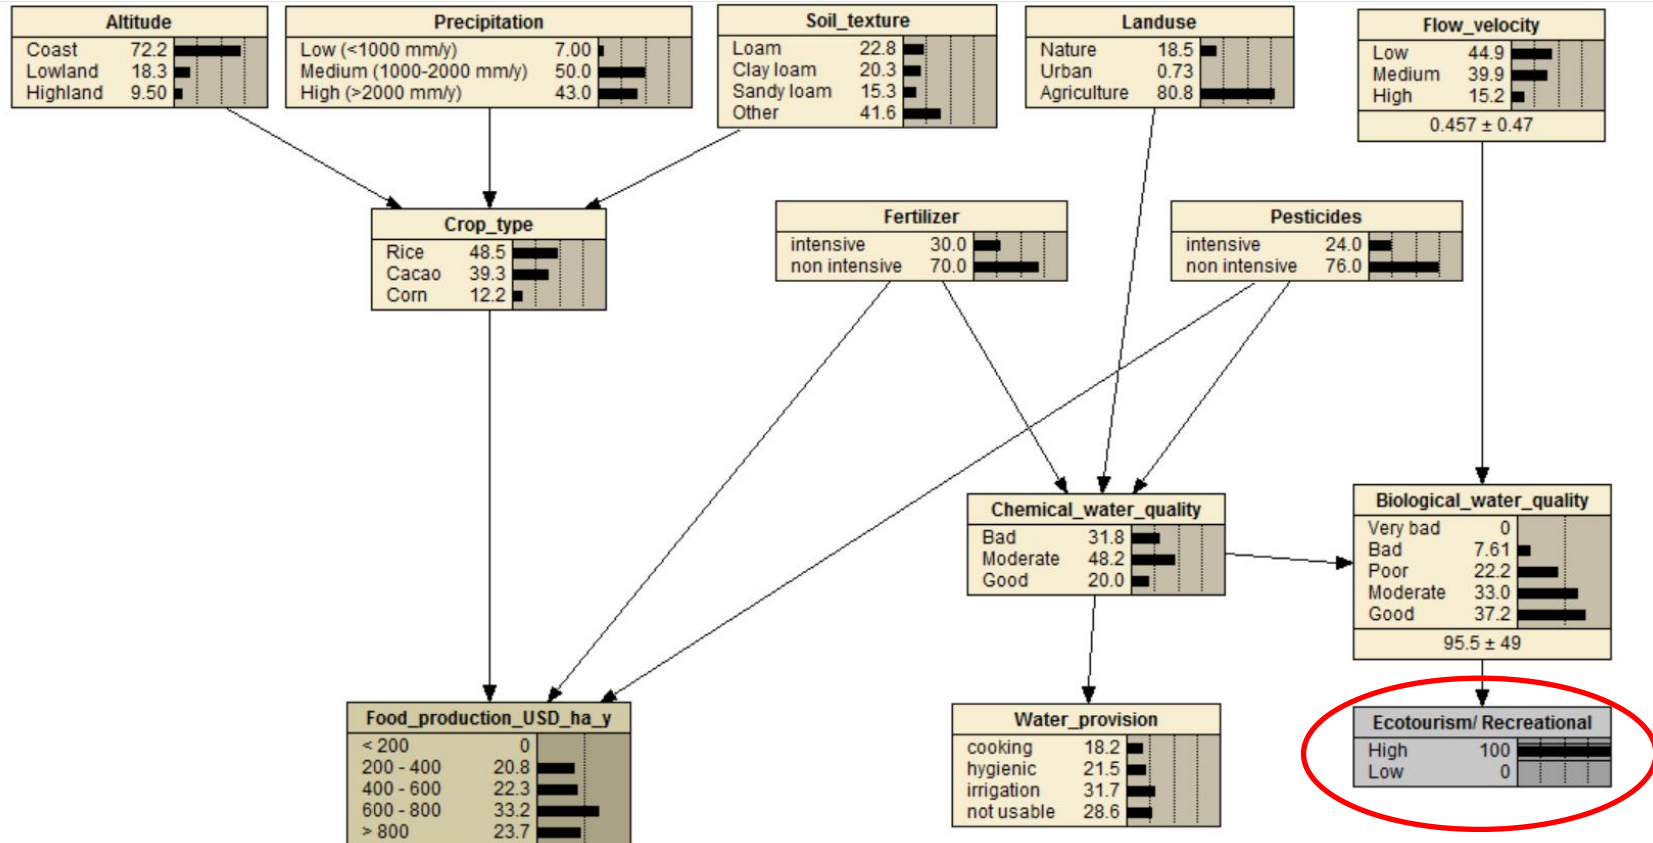 Altitude
Coast 72.2
Lowland 18.3
Highland 9.50
Precipitation
Low (<1000 mm/y) 7.00
Medium (1000-2000 mm/y) 50.0
High (>2000 mm/y) 43.0
Soil_texture
Loam 22.8
Clay loam 20.3
Sandy loam 15.3
Other 41.6
Landuse
Nature 18.5
Urban 0.73
Agriculture 80.8
Flow_velocity
Low 44.9
Medium 39.9
High 15.2
0.457 ± 0.47
Crop_type
Rice 48.5
Cacao 39.3
Corn 12.2
Fertilizer
intensive 30.0
non intensive 70.0
Pesticides
intensive 24.0
non intensive 76.0
Chemical_water_quality
Bad 31.8
Moderate 48.2
Good 20.0
Biological_water_quality
Very bad 0
Bad 7.61
Poor 22.2
Moderate 33.0
Good 37.2
95.5 ± 49
Food_production_USD_ha_y
< 200 0
200 - 400 20.8
400 - 600 22.3
600 - 800 33.2
> 800 23.7
Water_provision
cooking 18.2
hygienic 21.5
irrigation 31.7
not usable 28.6
Ecotourism/ Recreational
High 100
Low 0